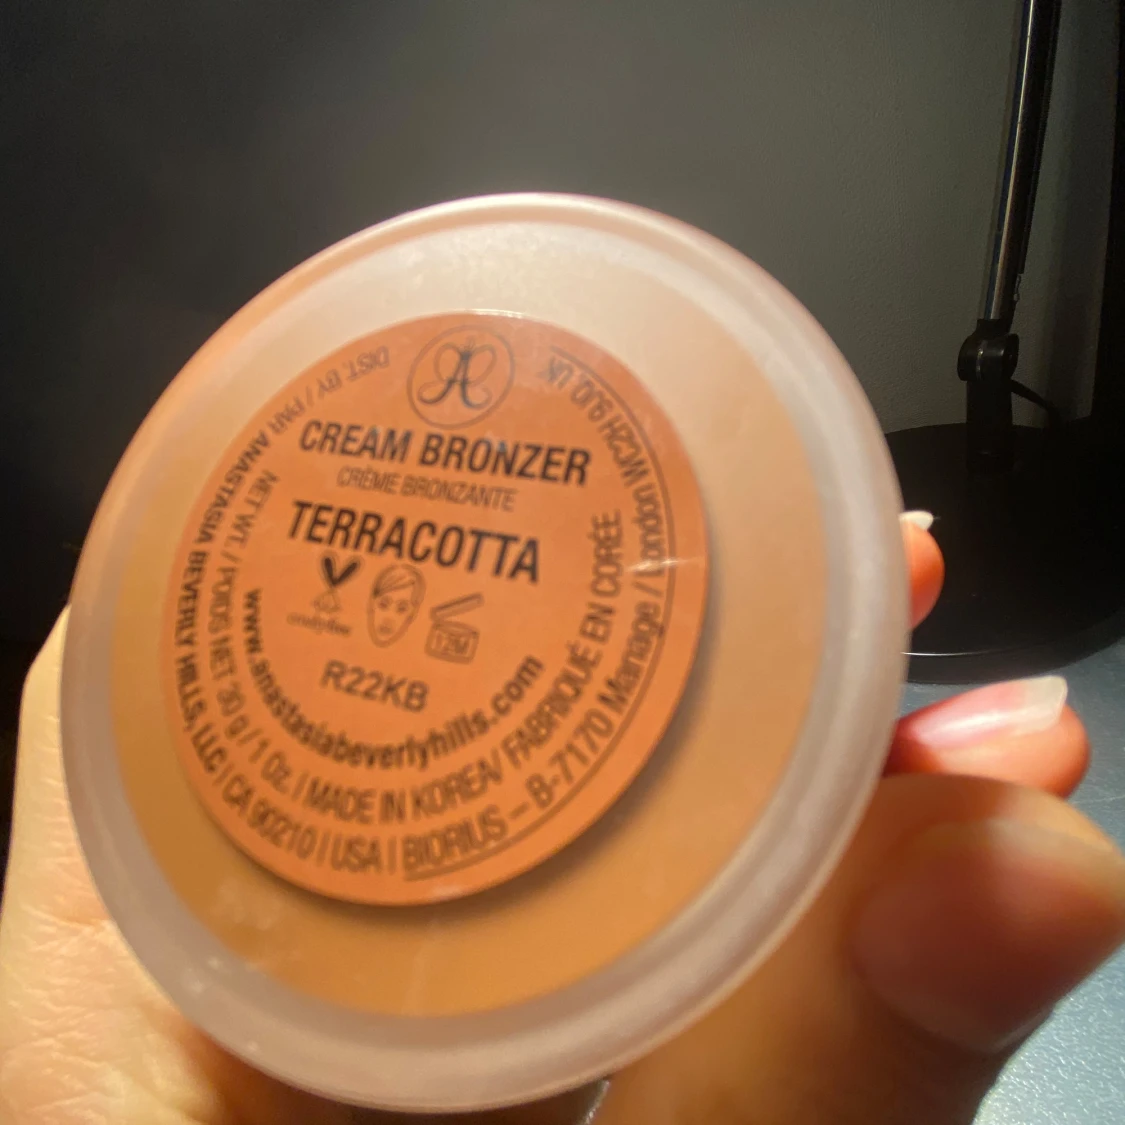 CREAM BRONZER
CRÈME BRONZANTE
TERRACOTTA
cruelty free
12M
R22KB
www.anastasiabeverlyhills.com
NET WT. / POIDS NET 30 g / 1 Oz. | MADE IN KOREA/ FABRIQUÉ EN CORÉE
DIST. BY / PAR ANASTASIA BEVERLY HILLS, LLC | CA 90210 | USA | BIORIUS – B-7170 Manage / London WC2H 9JQ, UK